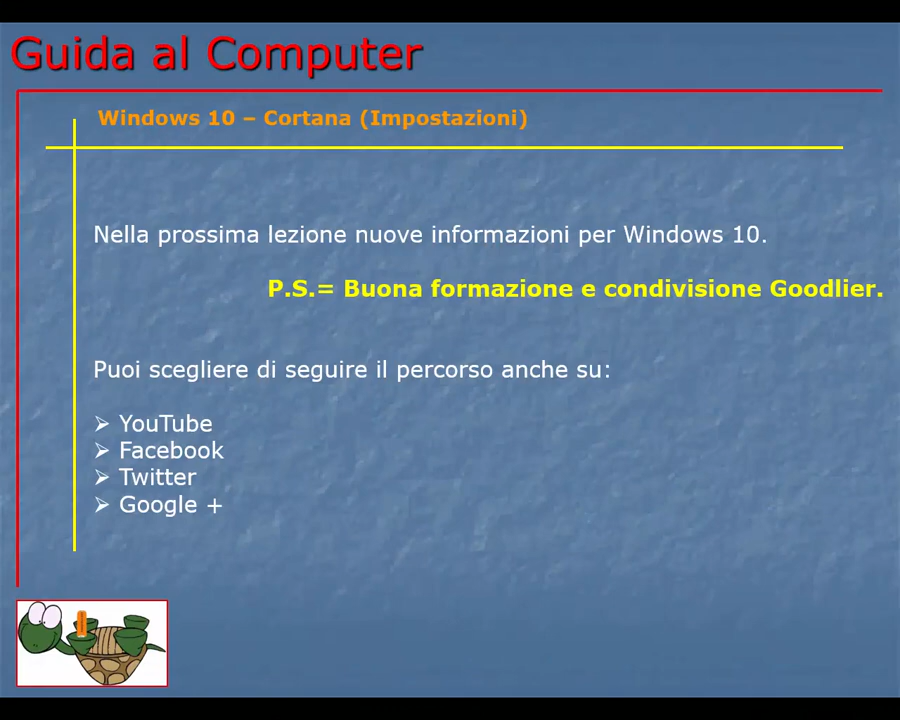 Guida al Computer
Windows 10 – Cortana (Impostazioni)
Nella prossima lezione nuove informazioni per Windows 10.
P.S.= Buona formazione e condivisione Goodlier.
Puoi scegliere di seguire il percorso anche su:
➢ YouTube
➢ Facebook
➢ Twitter
➢ Google +